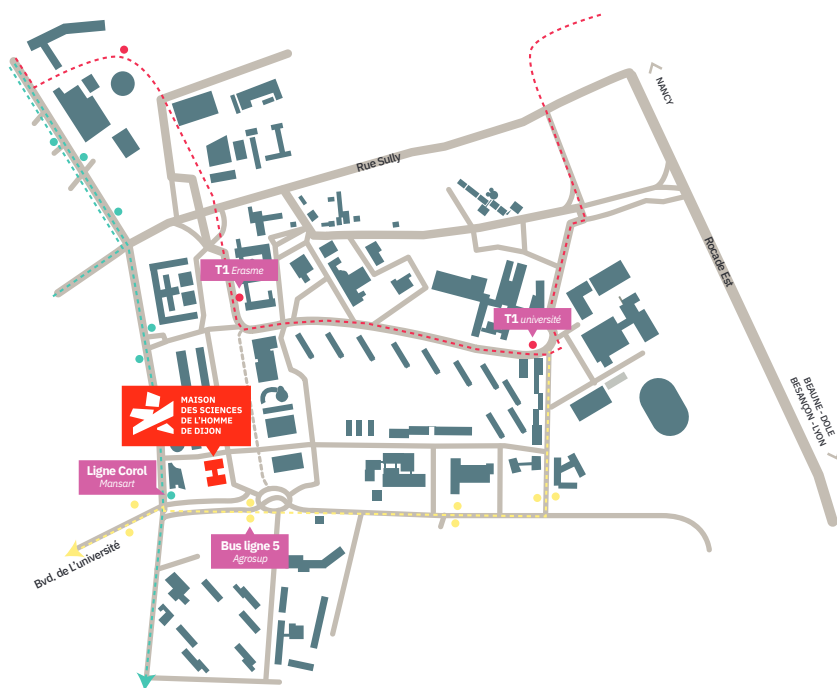 NANCY
Rue Sully
Rocade Est
T1 Erasme
T1 université
BEAUNE - DOLE
BESANÇON - LYON
MAISON
DES SCIENCES
DE L'HOMME
DE DIJON
Ligne Corol
Mansart
Bus ligne 5
Agrosup
Bvd. de L'université